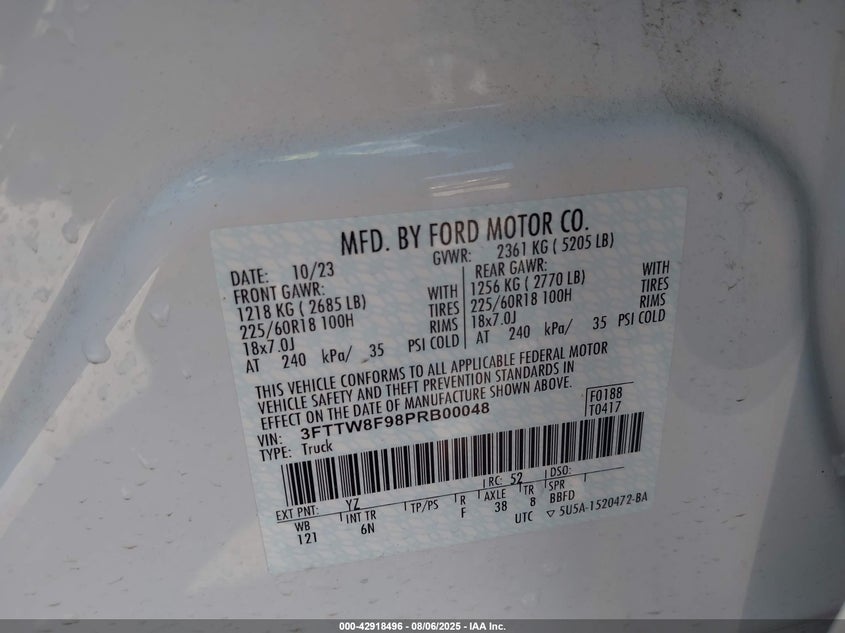 MFD. BY FORD MOTOR CO.
DATE: 10/23 GVWR: 2361 KG ( 5205 LB)
FRONT GAWR: REAR GAWR:
1218 KG ( 2685 LB) WITH 1256 KG ( 2770 LB) WITH
225/60R18 100H TIRES 225/60R18 100H TIRES
18x7.0J RIMS 18x7.0J RIMS
AT 240 kPa/ 35 PSI COLD AT 240 kPa/ 35 PSI COLD
THIS VEHICLE CONFORMS TO ALL APPLICABLE FEDERAL MOTOR
VEHICLE SAFETY AND THEFT PREVENTION STANDARDS IN
EFFECT ON THE DATE OF MANUFACTURE SHOWN ABOVE.
VIN: 3FTTW8F98PRB00048 F0188
TYPE: Truck T0417
EXT PNT: YZ RC: 52 DSO:
WB INT TR TP/PS R AXLE TR SPR
121 6N F 38 8 BBFD
UTC ▽ 5U5A-1520472-BA
000-42918496 - 08/06/2025 - IAA Inc.